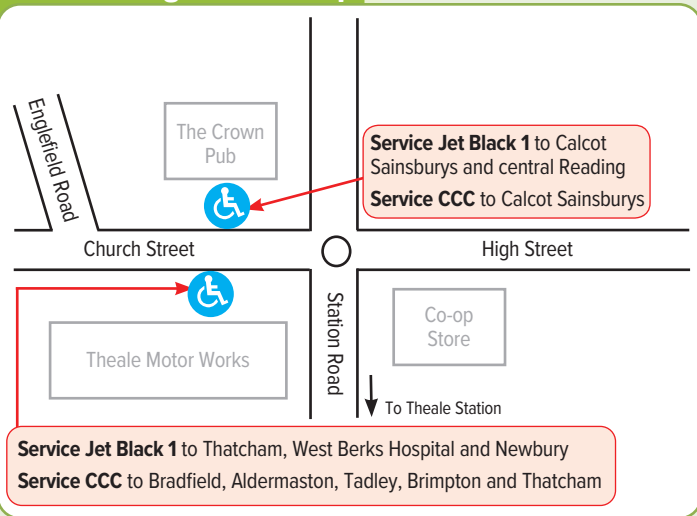 Englefield Road
The Crown
Pub
Service Jet Black 1 to Calcot
Sainsburys and central Reading
Service CCC to Calcot Sainsburys
Church Street
High Street
Station Road
Co-op
Store
Theale Motor Works
To Theale Station
Service Jet Black 1 to Thatcham, West Berks Hospital and Newbury
Service CCC to Bradfield, Aldermaston, Tadley, Brimpton and Thatcham